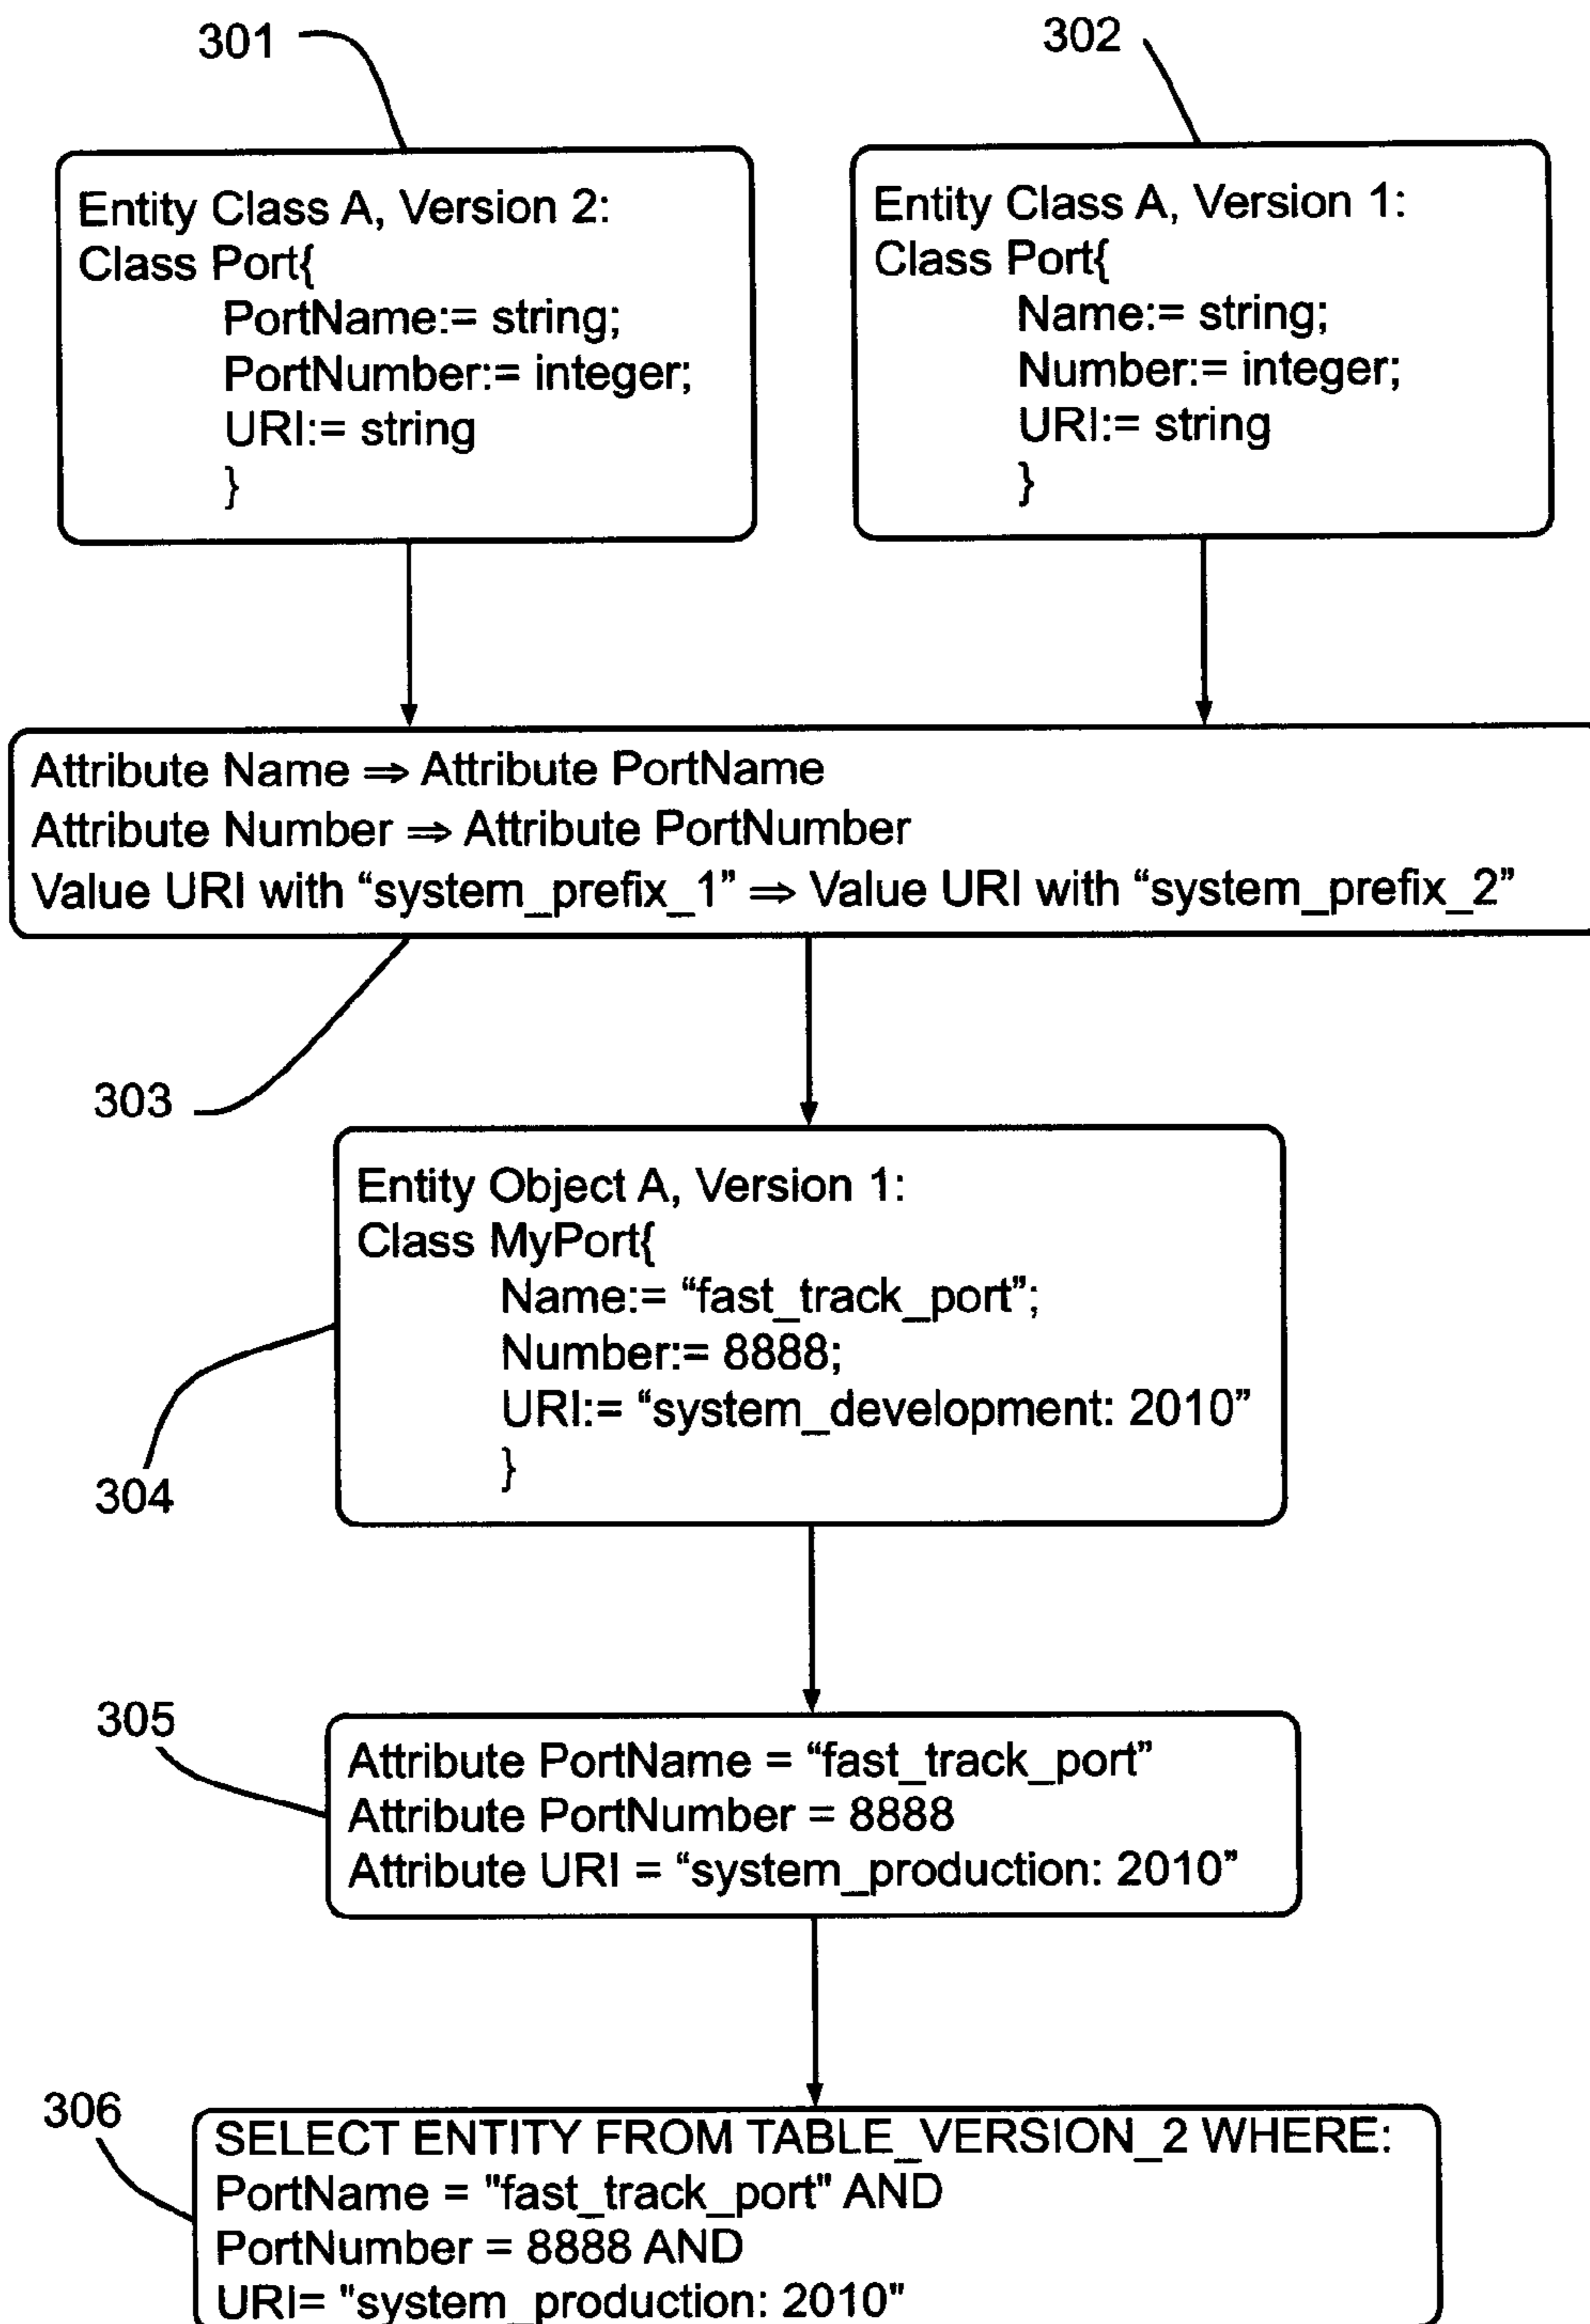 301
302
Entity Class A, Version 2:
Class Port{
PortName:= string;
PortNumber:= integer;
URI:= string
}
Entity Class A, Version 1:
Class Port{
Name:= string;
Number:= integer;
URI:= string
}
Attribute Name ⇒ Attribute PortName
Attribute Number ⇒ Attribute PortNumber
Value URI with “system_prefix_1” ⇒ Value URI with “system_prefix_2”
303
Entity Object A, Version 1:
Class MyPort{
Name:= “fast_track_port”;
Number:= 8888;
URI:= “system_development: 2010”
}
304
305
Attribute PortName = “fast_track_port”
Attribute PortNumber = 8888
Attribute URI = “system_production: 2010”
306
SELECT ENTITY FROM TABLE_VERSION_2 WHERE:
PortName = "fast_track_port" AND
PortNumber = 8888 AND
URI= "system_production: 2010"